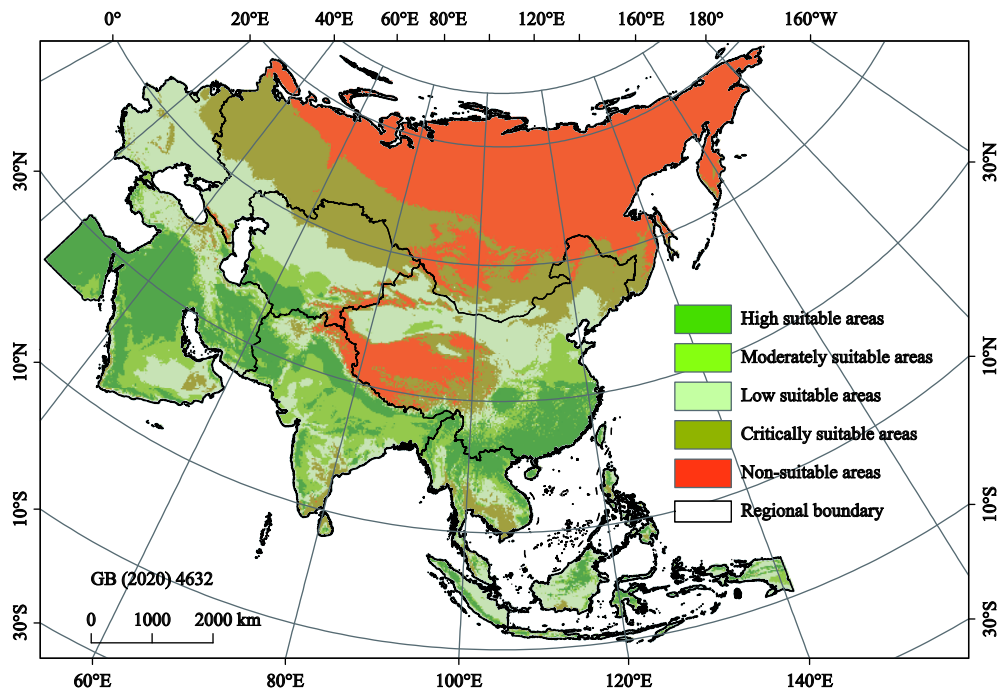 0° 20°E 40°E 60°E 80°E 120°E 160°E 180° 160°W
30°N
10°N
10°S
30°S
30°N
10°N
10°S
30°S
High suitable areas
Moderately suitable areas
Low suitable areas
Critically suitable areas
Non-suitable areas
Regional boundary
GB (2020) 4632
0 1000 2000 km
60°E 80°E 100°E 120°E 140°E